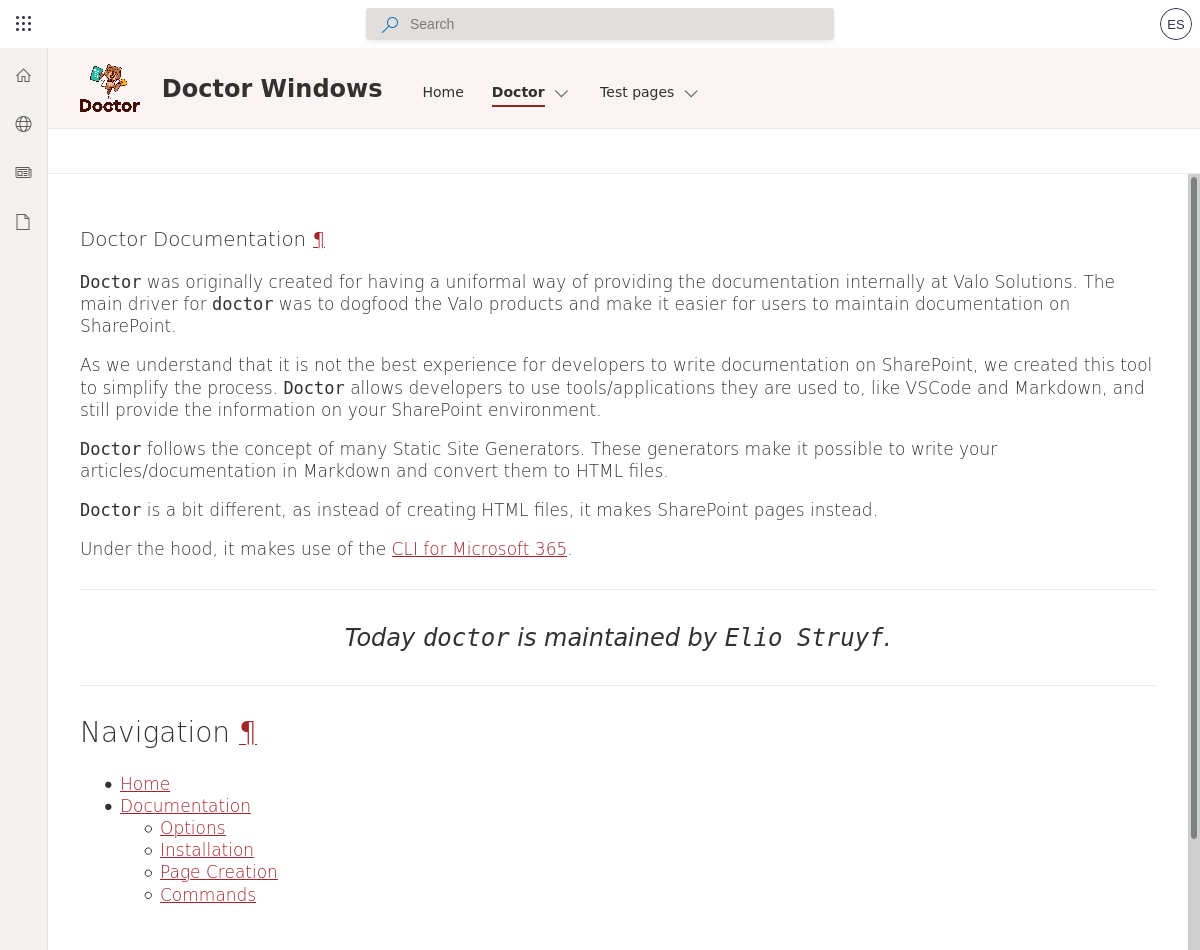 Search
ES
Doctor
Doctor Windows
Home
Doctor
Test pages
Doctor Documentation ¶
Doctor was originally created for having a uniformal way of providing the documentation internally at Valo Solutions. The
main driver for doctor was to dogfood the Valo products and make it easier for users to maintain documentation on
SharePoint.
As we understand that it is not the best experience for developers to write documentation on SharePoint, we created this tool
to simplify the process. Doctor allows developers to use tools/applications they are used to, like VSCode and Markdown, and
still provide the information on your SharePoint environment.
Doctor follows the concept of many Static Site Generators. These generators make it possible to write your
articles/documentation in Markdown and convert them to HTML files.
Doctor is a bit different, as instead of creating HTML files, it makes SharePoint pages instead.
Under the hood, it makes use of the CLI for Microsoft 365.
Today doctor is maintained by Elio Struyf.
Navigation ¶
Home
Documentation
Options
Installation
Page Creation
Commands